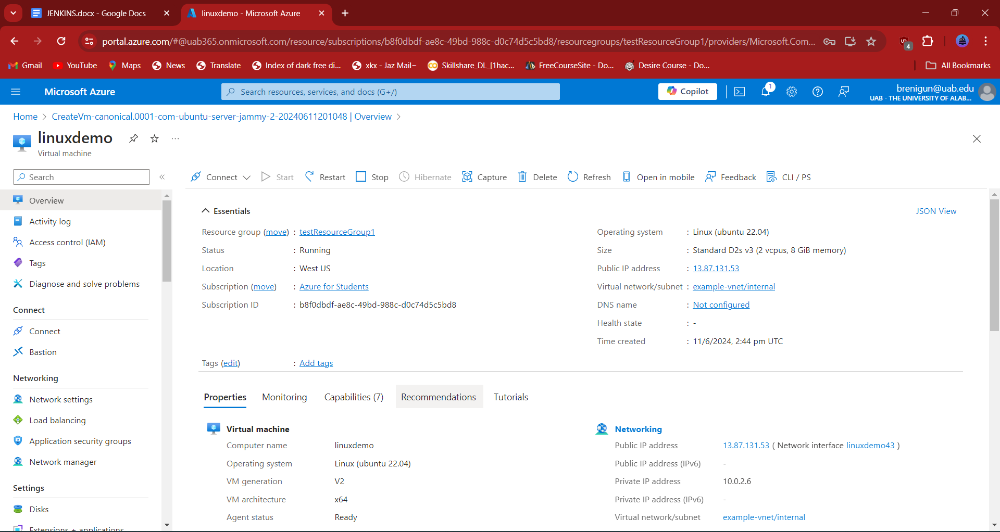 JENKINS.docx - Google Docs
linuxdemo - Microsoft Azure
portal.azure.com/#@uab365.onmicrosoft.com/resource/subscriptions/b8f0dbdf-ae8c-49bd-988c-d0c74d5c5bd8/resourcegroups/testResourceGroup1/providers/Microsoft.Com...
4
Gmail YouTube Maps News Translate Index of dark free di... xkx - Jaz Mail~ Skillshare_DL_[1hac... FreeCourseSite - Do... Desire Course - Do... All Bookmarks
Microsoft Azure
Search resources, services, and docs (G+/)
Copilot
1
brenigun@uab.edu
UAB - THE UNIVERSITY OF ALAB...
Home > CreateVm-canonical.0001-com-ubuntu-server-jammy-2-20240611201048 | Overview >
linuxdemo
Virtual machine
Search
Connect Start Restart Stop Hibernate Capture Delete Refresh Open in mobile Feedback CLI / PS
Overview
Activity log
Access control (IAM)
Tags
Diagnose and solve problems
Connect
Connect
Bastion
Networking
Network settings
Load balancing
Application security groups
Network manager
Settings
Disks
Extensions + applications
Essentials
JSON View
Resource group (move) : testResourceGroup1
Status : Running
Location : West US
Subscription (move) : Azure for Students
Subscription ID : b8f0dbdf-ae8c-49bd-988c-d0c74d5c5bd8
Operating system : Linux (ubuntu 22.04)
Size : Standard D2s v3 (2 vcpus, 8 GiB memory)
Public IP address : 13.87.131.53
Virtual network/subnet : example-vnet/internal
DNS name : Not configured
Health state : -
Time created : 11/6/2024, 2:44 pm UTC
Tags (edit) : Add tags
Properties Monitoring Capabilities (7) Recommendations Tutorials
Virtual machine
Computer name linuxdemo
Operating system Linux (ubuntu 22.04)
VM generation V2
VM architecture x64
Agent status Ready
Networking
Public IP address 13.87.131.53 ( Network interface linuxdemo43 )
Public IP address (IPv6) -
Private IP address 10.0.2.6
Private IP address (IPv6) -
Virtual network/subnet example-vnet/internal